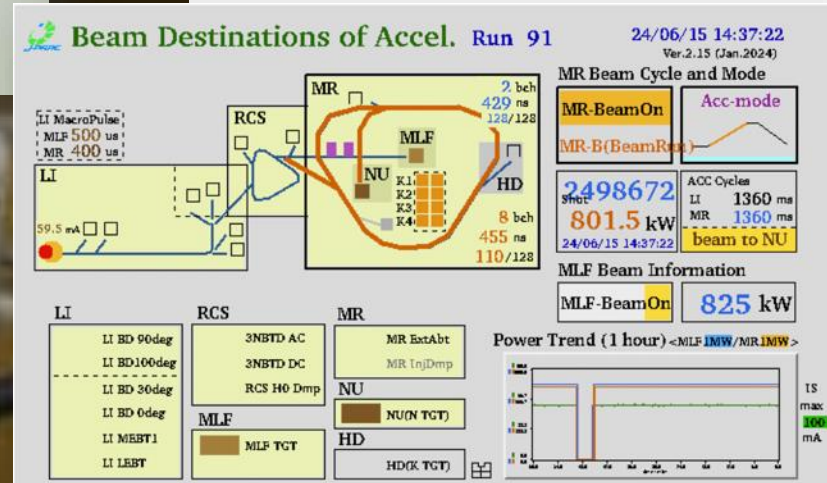 Beam Destinations of Accel. Run 91
24/06/15 14:37:22
Ver.2.15 (Jan.2024)
LI MacroPulse
MLF 500 us
MR 400 us
LI
59.5 mA
RCS
MR
2 bch
429 ns
128/128
MLF
NU
K1
K2
K3
K4
HD
8 bch
455 ns
110/128
MR Beam Cycle and Mode
MR-BeamOn
MR-B(BeamRun)
Acc-mode
Shot
2498672
801.5 kW
24/06/15 14:37:22
ACC Cycles
LI 1360 ms
MR 1360 ms
beam to NU
MLF Beam Information
MLF-BeamOn
825 kW
LI
LI BD 90deg
LI BD100deg
LI BD 30deg
LI BD 0deg
LI MEBT1
LI LEBT
RCS
3NBTD AC
3NBTD DC
RCS H0 Dmp
MLF
MLF TGT
MR
MR ExtAbt
MR InjDmp
NU
NU(N TGT)
HD
HD(K TGT)
Power Trend (1 hour) <MLF 1MW/MR 1MW>
IS
max
100
mA